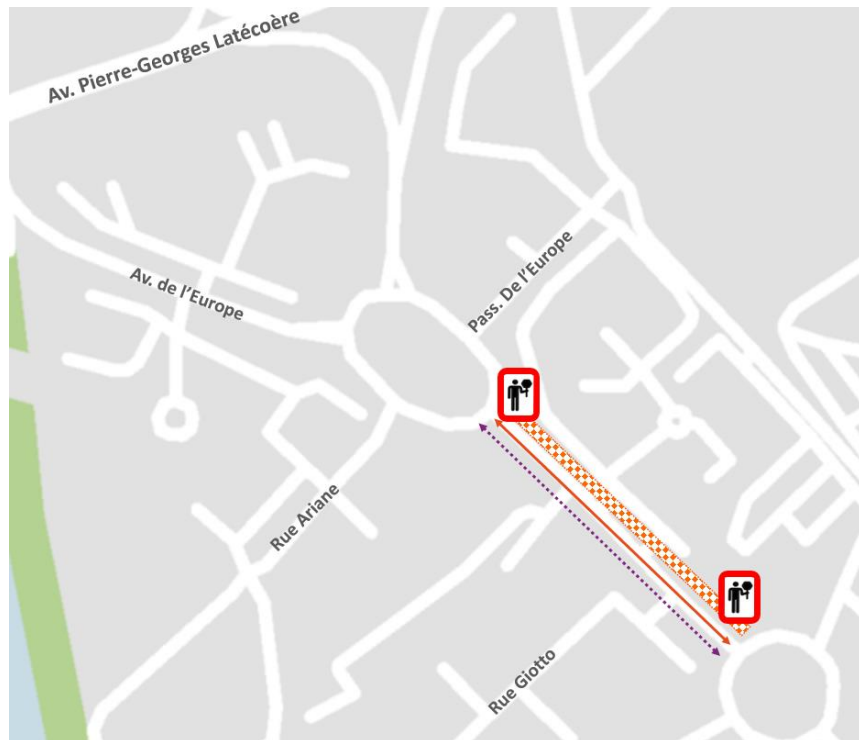 Av. Pierre-Georges Latécoère
Av. de l'Europe
Pass. De l'Europe
Rue Ariane
Rue Giotto